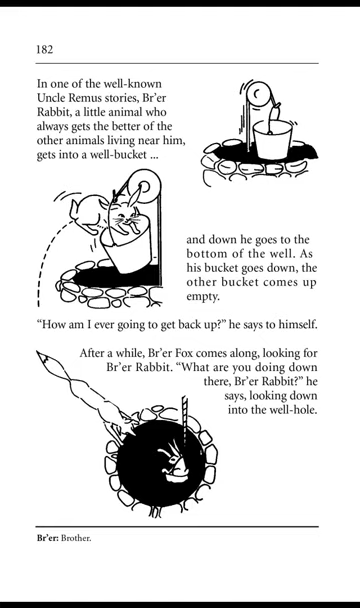 182
In one of the well-known
Uncle Remus stories, Br'er
Rabbit, a little animal who
always gets the better of the
other animals living near him,
gets into a well-bucket ...
and down he goes to the
bottom of the well. As
his bucket goes down, the
other bucket comes up
empty.
“How am I ever going to get back up?” he says to himself.
After a while, Br'er Fox comes along, looking for
Br'er Rabbit. “What are you doing down
there, Br'er Rabbit?” he
says, looking down
into the well-hole.
Br'er: Brother.